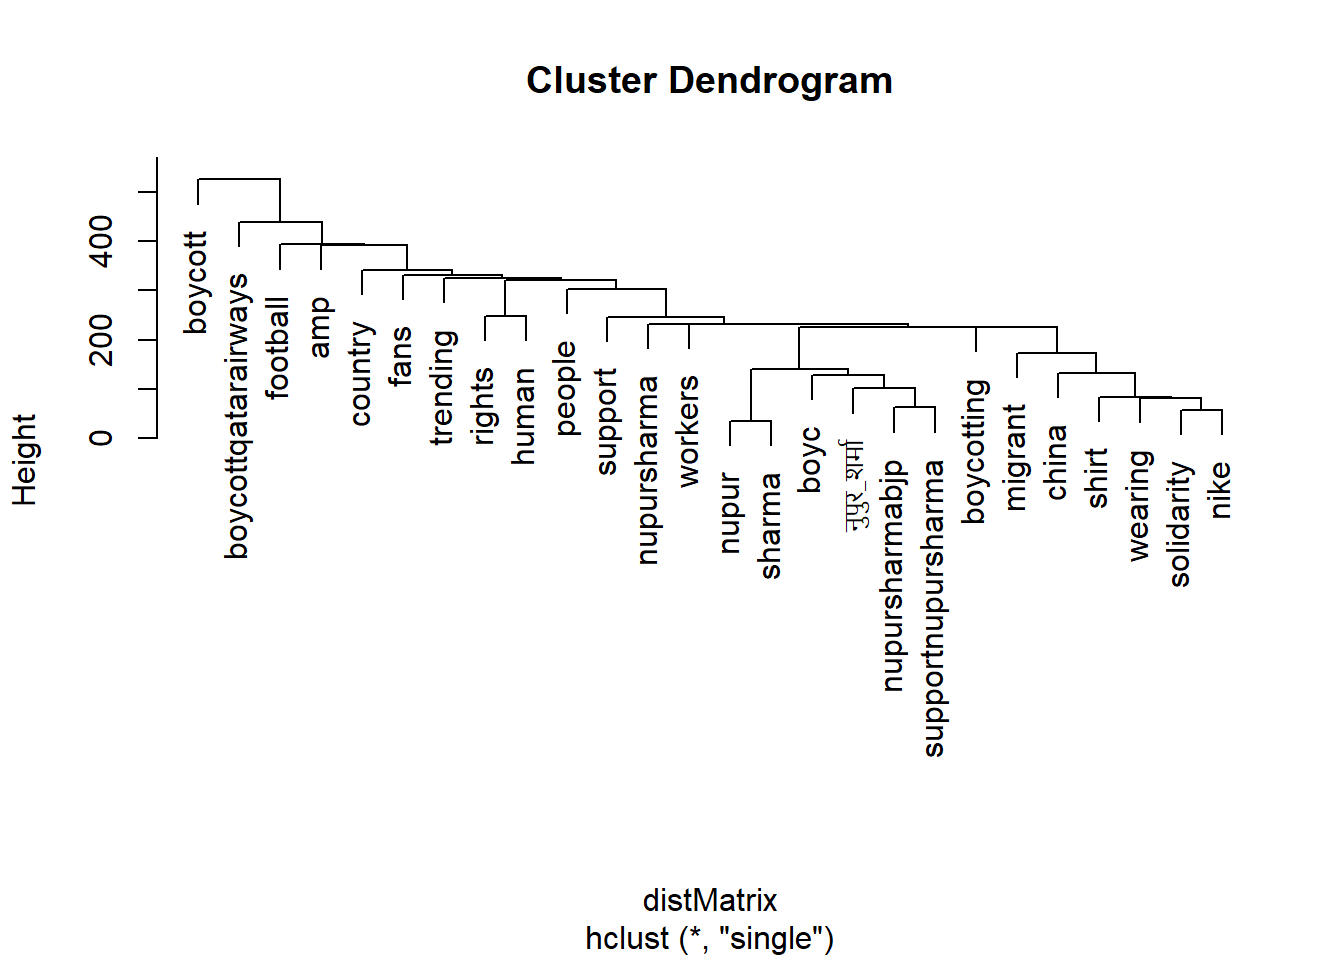 Cluster Dendrogram
Height
0
200
400
boycott
boycottqatarairways
football
amp
country
fans
trending
rights
human
people
support
nupursharma
workers
nupur
sharma
boyc
नुपुर_शर्मा
nupursharmabjp
supportnupursharma
boycotting
migrant
china
shirt
wearing
solidarity
nike
distMatrix
hclust (*, "single")